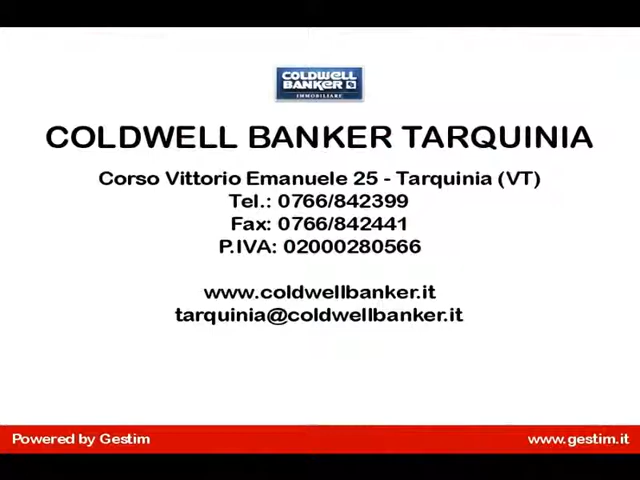 COLDWELL
BANKER
IMMOBILIARE
COLDWELL BANKER TARQUINIA
Corso Vittorio Emanuele 25 - Tarquinia (VT)
Tel.: 0766/842399
Fax: 0766/842441
P.IVA: 02000280566
www.coldwellbanker.it
tarquinia@coldwellbanker.it
Powered by Gestim
www.gestim.it